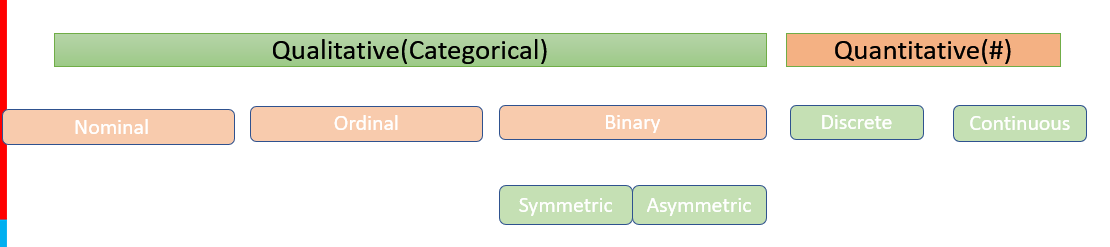 Qualitative(Categorical)
Quantitative(#)
Nominal
Ordinal
Binary
Discrete
Continuous
Symmetric
Asymmetric